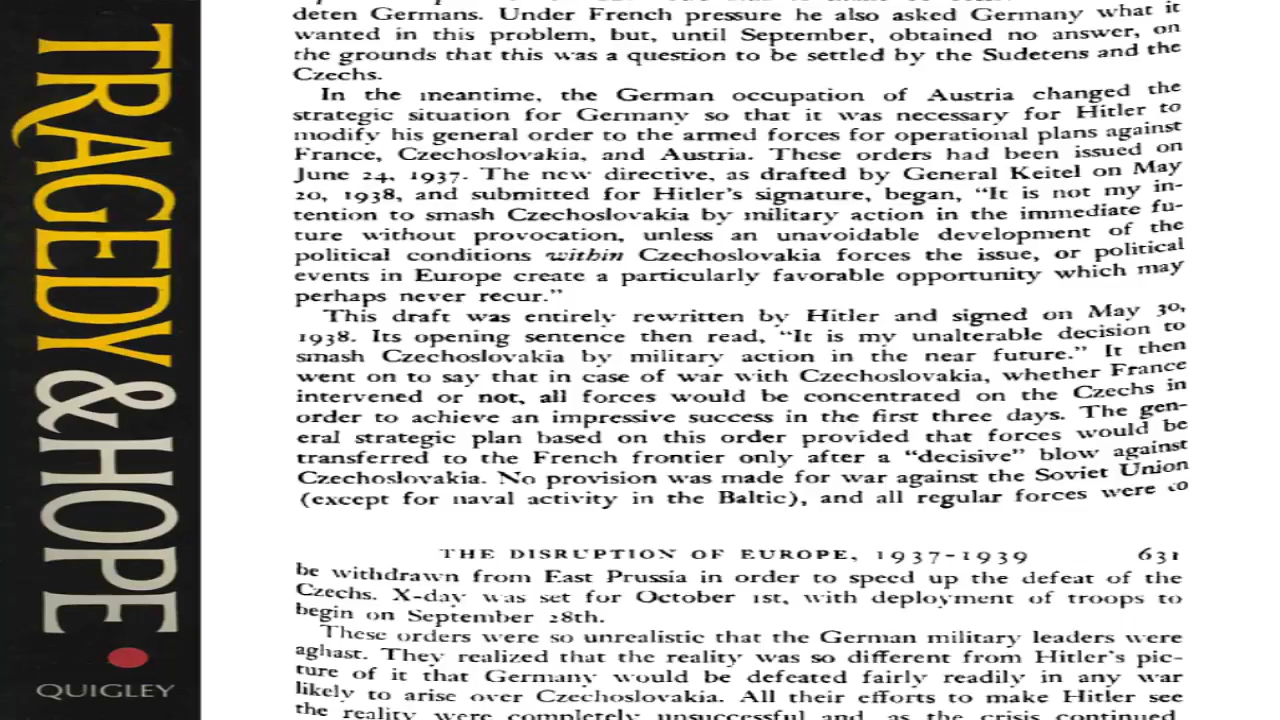 TRAGEDY & HOPE
QUIGLEY
deten Germans. Under French pressure he also asked Germany what it
wanted in this problem, but, until September, obtained no answer, on
the grounds that this was a question to be settled by the Sudetens and the
Czechs.
In the meantime, the German occupation of Austria changed the
strategic situation for Germany so that it was necessary for Hitler to
modify his general order to the armed forces for operational plans against
France, Czechoslovakia, and Austria. These orders had been issued on
June 24, 1937. The new directive, as drafted by General Keitel on May
20, 1938, and submitted for Hitler's signature, began, “It is not my in-
tention to smash Czechoslovakia by military action in the immediate fu-
ture without provocation, unless an unavoidable development of the
political conditions within Czechoslovakia forces the issue, or political
events in Europe create a particularly favorable opportunity which may
perhaps never recur.”
This draft was entirely rewritten by Hitler and signed on May 30,
1938. Its opening sentence then read, “It is my unalterable decision to
smash Czechoslovakia by military action in the near future.” It then
went on to say that in case of war with Czechoslovakia, whether France
intervened or not, all forces would be concentrated on the Czechs in
order to achieve an impressive success in the first three days. The gen-
eral strategic plan based on this order provided that forces would be
transferred to the French frontier only after a “decisive” blow against
Czechoslovakia. No provision was made for war against the Soviet Union
(except for naval activity in the Baltic), and all regular forces were to
THE DISRUPTION OF EUROPE, 1937-1939 631
be withdrawn from East Prussia in order to speed up the defeat of the
Czechs. X-day was set for October 1st, with deployment of troops to
begin on September 28th.
These orders were so unrealistic that the German military leaders were
aghast. They realized that the reality was so different from Hitler's pic-
ture of it that Germany would be defeated fairly readily in any war
likely to arise over Czechoslovakia. All their efforts to make Hitler see
the reality were completely unsuccessful and, as the crisis continued,